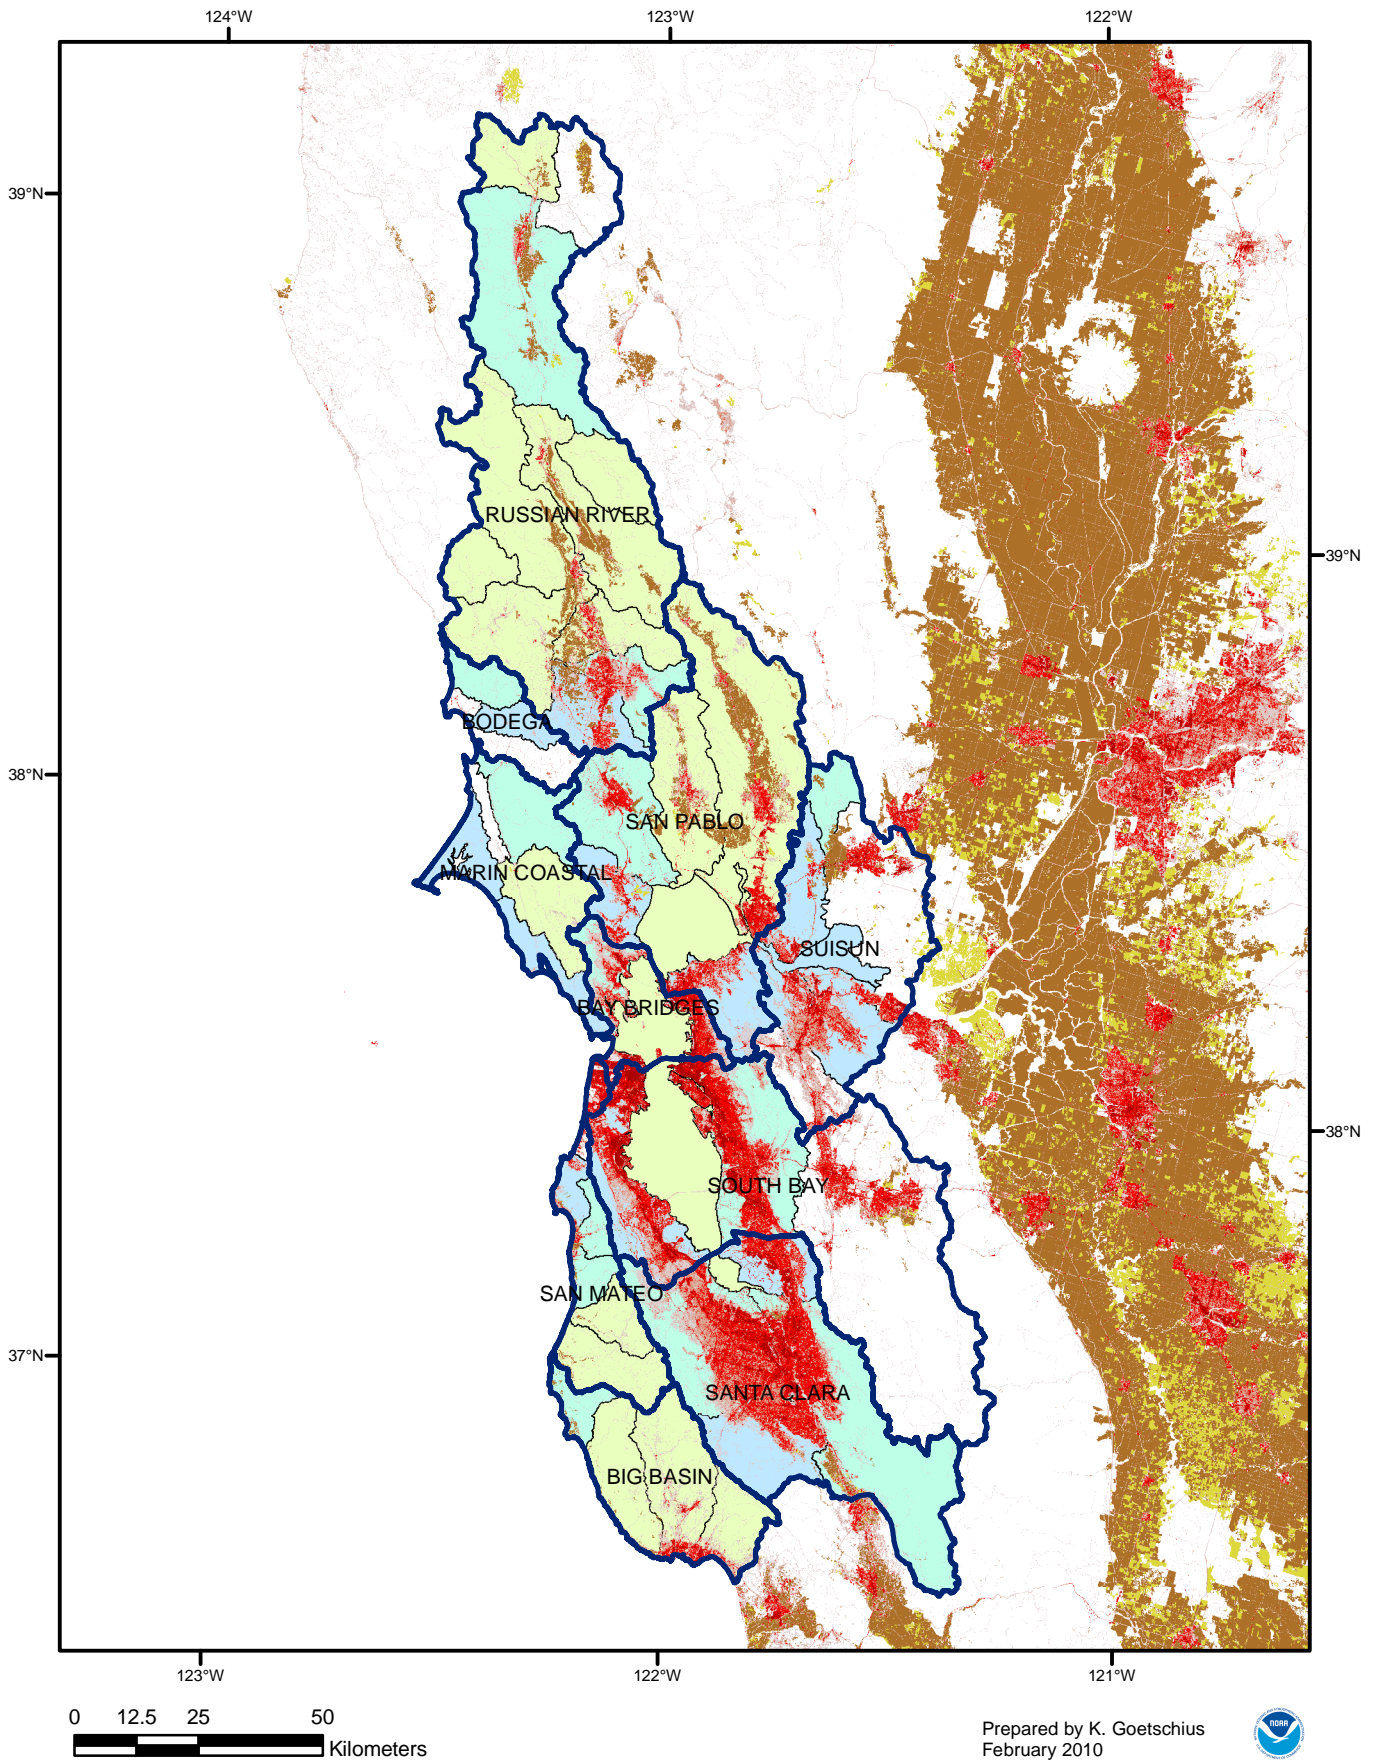 124°W 123°W 122°W
39°N
RUSSIAN RIVER
39°N
BODEGA
38°N
SAN PABLO
MARIN COASTAL
SUISUN
BAY BRIDGES
38°N
SOUTH BAY
SAN MATEO
37°N
SANTA CLARA
BIG BASIN
123°W 122°W 121°W
0 12.5 25 50
Kilometers
Prepared by K. Goetschius
February 2010
NOAA